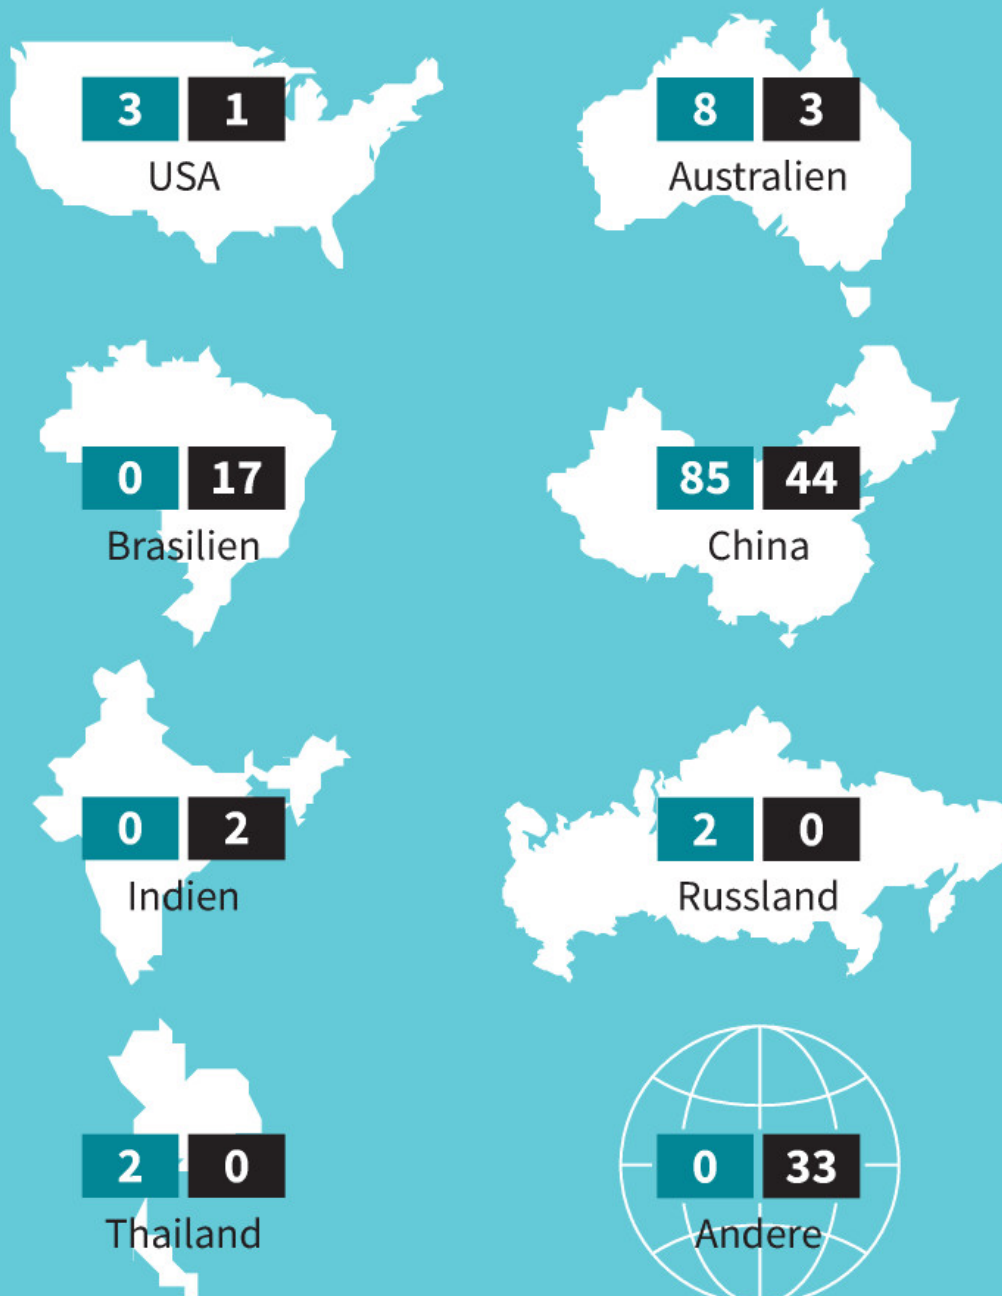 3 1
USA
8 3
Australien
0 17
Brasilien
85 44
China
0 2
Indien
2 0
Russland
2 0
Thailand
0 33
Andere